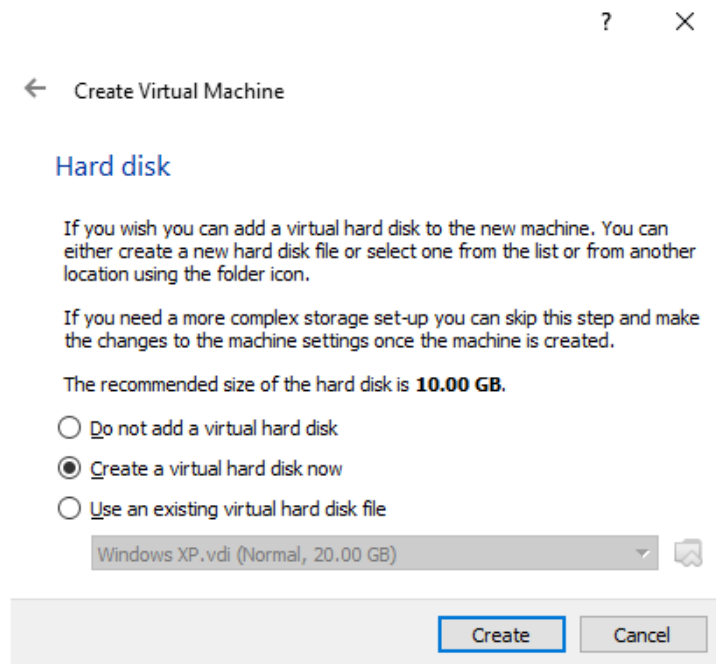 ?
Create Virtual Machine
Hard disk
If you wish you can add a virtual hard disk to the new machine. You can
either create a new hard disk file or select one from the list or from another
location using the folder icon.
If you need a more complex storage set-up you can skip this step and make
the changes to the machine settings once the machine is created.
The recommended size of the hard disk is 10.00 GB.
Do not add a virtual hard disk
Create a virtual hard disk now
Use an existing virtual hard disk file
Windows XP.vdi (Normal, 20.00 GB)
Create Cancel